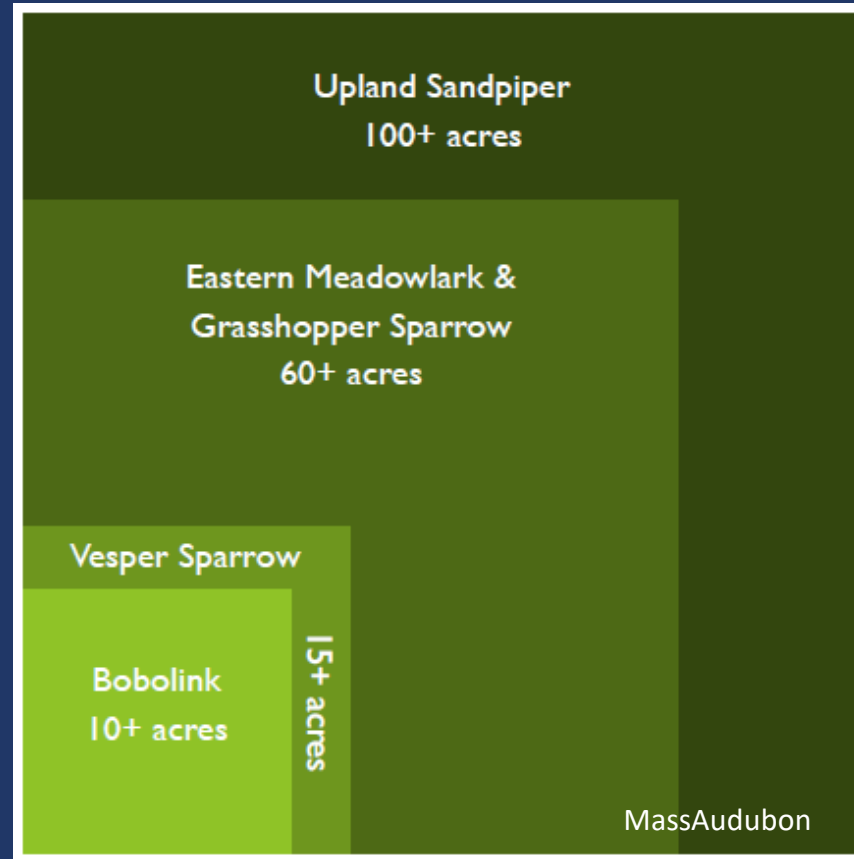 Upland Sandpiper
100+ acres
Eastern Meadowlark &
Grasshopper Sparrow
60+ acres
Vesper Sparrow
15+ acres
Bobolink
10+ acres
MassAudubon